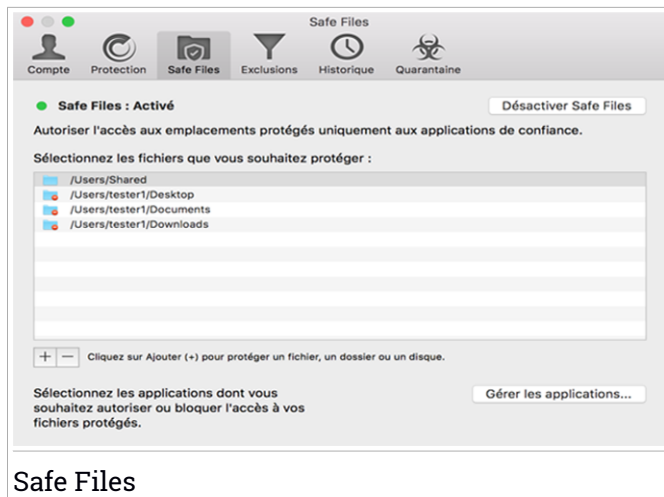 Safe Files
Compte Protection Safe Files Exclusions Historique Quarantaine
Safe Files : Activé
Désactiver Safe Files
Autoriser l'accès aux emplacements protégés uniquement aux applications de confiance.
Sélectionnez les fichiers que vous souhaitez protéger :
/Users/Shared
/Users/tester1/Desktop
/Users/tester1/Documents
/Users/tester1/Downloads
+ − Cliquez sur Ajouter (+) pour protéger un fichier, un dossier ou un disque.
Sélectionnez les applications dont vous
souhaitez autoriser ou bloquer l'accès à vos
fichiers protégés.
Gérer les applications...
Safe Files